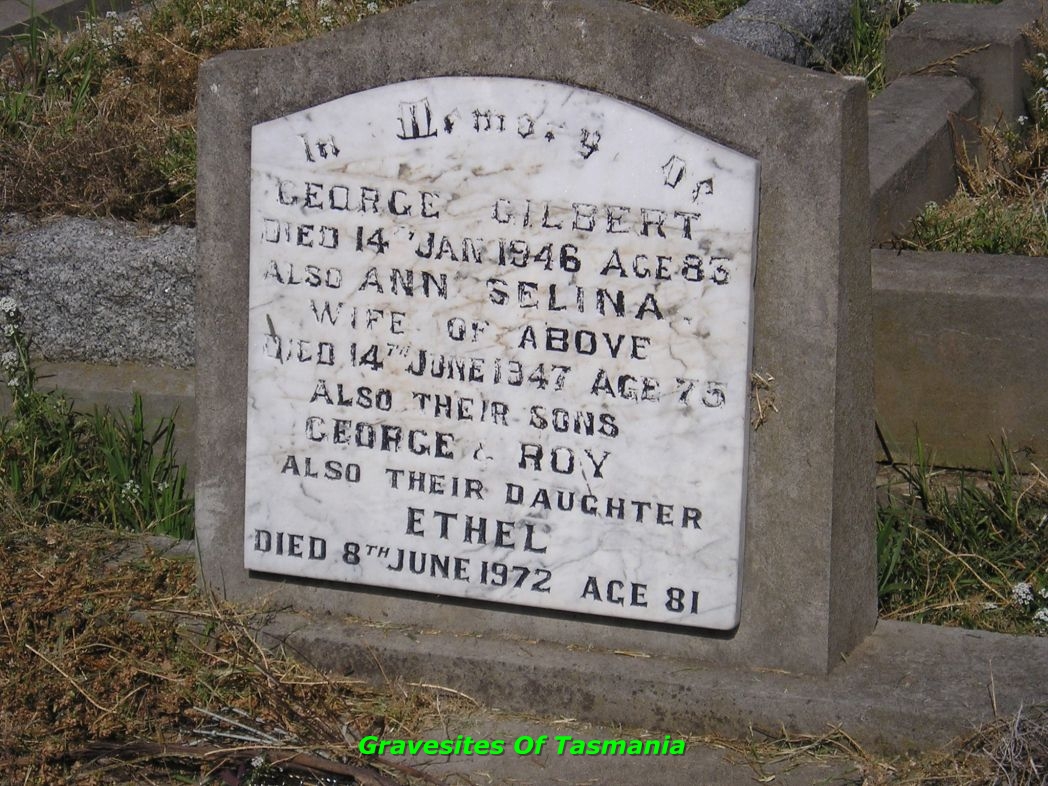 In Memory Of
GEORGE GILBERT
DIED 14TH JAN 1946 AGE 83
ALSO ANN SELINA
WIFE OF ABOVE
DIED 14TH JUNE 1947 AGE 75
ALSO THEIR SONS
GEORGE & ROY
ALSO THEIR DAUGHTER
ETHEL
DIED 8TH JUNE 1972 AGE 81
Gravesites Of Tasmania